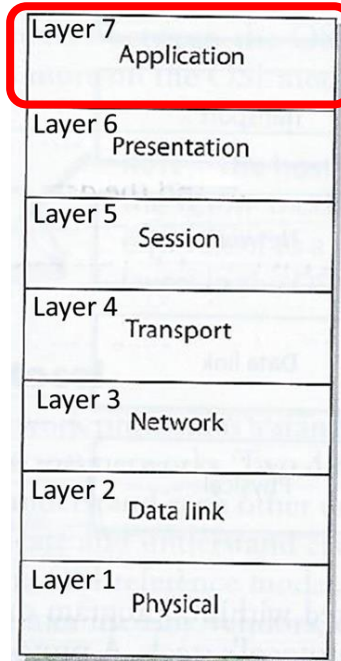 Layer 7
Application
Layer 6
Presentation
Layer 5
Session
Layer 4
Transport
Layer 3
Network
Layer 2
Data link
Layer 1
Physical